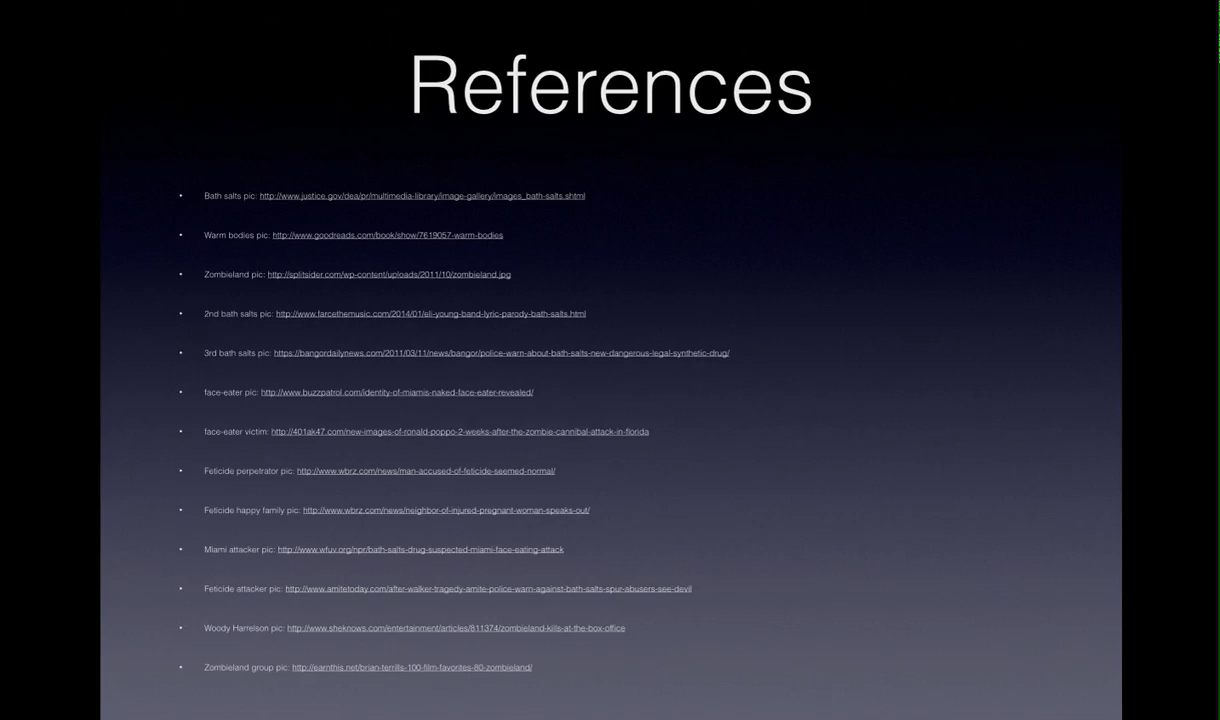 References
• Bath salts pic: http://www.justice.gov/dea/pr/multimedia-library/image-gallery/images_bath-salts.shtml
• Warm bodies pic: http://www.goodreads.com/book/show/7619057-warm-bodies
• Zombieland pic: http://splitsider.com/wp-content/uploads/2011/10/zombieland.jpg
• 2nd bath salts pic: http://www.farcethemusic.com/2014/01/eli-young-band-lyric-parody-bath-salts.html
• 3rd bath salts pic: https://bangordailynews.com/2011/03/11/news/bangor/police-warn-about-bath-salts-new-dangerous-legal-synthetic-drug/
• face-eater pic: http://www.buzzpatrol.com/identity-of-miamis-naked-face-eater-revealed/
• face-eater victim: http://401ak47.com/new-images-of-ronald-poppo-2-weeks-after-the-zombie-cannibal-attack-in-florida
• Feticide perpetrator pic: http://www.wbrz.com/news/man-accused-of-feticide-seemed-normal/
• Feticide happy family pic: http://www.wbrz.com/news/neighbor-of-injured-pregnant-woman-speaks-out/
• Miami attacker pic: http://www.wfuv.org/npr/bath-salts-drug-suspected-miami-face-eating-attack
• Feticide attacker pic: http://www.amitetoday.com/after-walker-tragedy-amite-police-warn-against-bath-salts-spur-abusers-see-devil
• Woody Harrelson pic: http://www.sheknows.com/entertainment/articles/811374/zombieland-kills-at-the-box-office
• Zombieland group pic: http://earnthis.net/brian-terrills-100-film-favorites-80-zombieland/